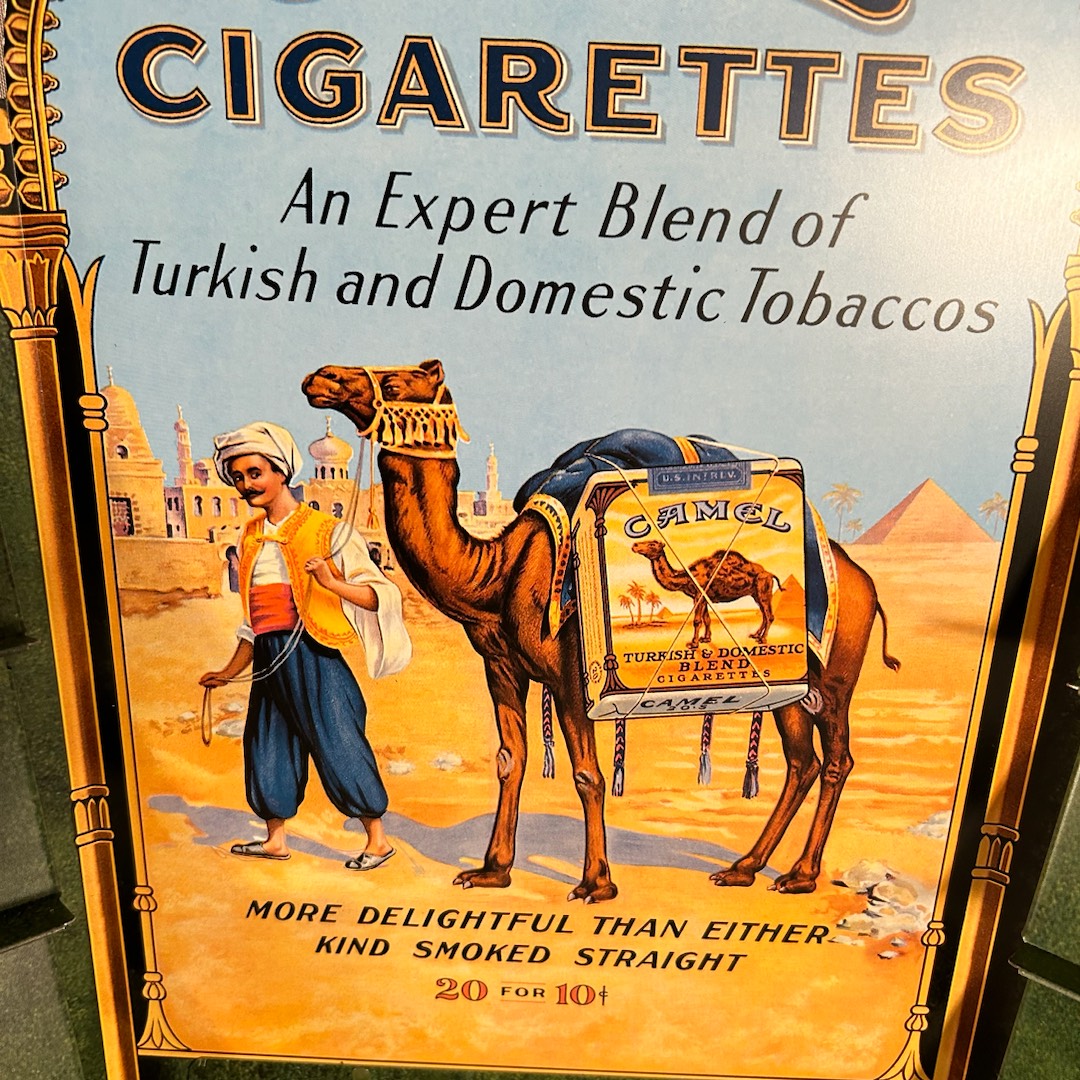 CIGARETTES
An Expert Blend of
Turkish and Domestic Tobaccos
U.S. INT. REV.
CAMEL
TURKISH & DOMESTIC
BLEND
CIGARETTES
CAMEL
20'S
MORE DELIGHTFUL THAN EITHER
KIND SMOKED STRAIGHT
20 FOR 10¢